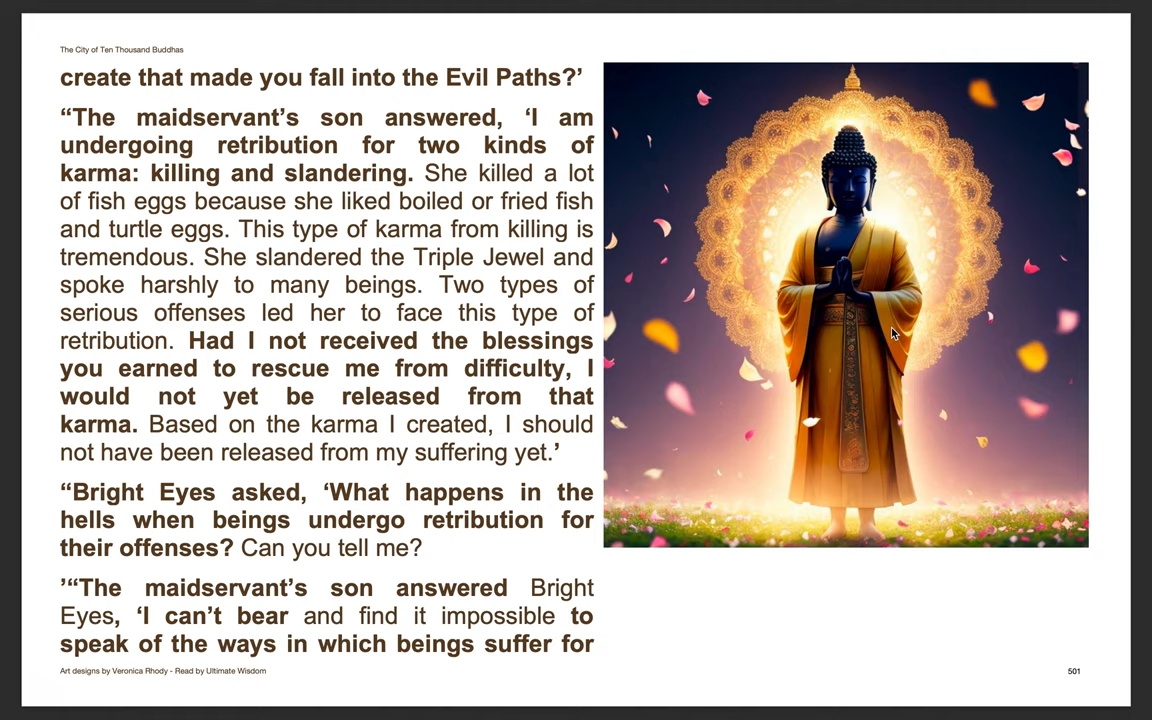 The City of Ten Thousand Buddhas
create that made you fall into the Evil Paths?’
“The maidservant’s son answered, ‘I am
undergoing retribution for two kinds of
karma: killing and slandering. She killed a lot
of fish eggs because she liked boiled or fried fish
and turtle eggs. This type of karma from killing is
tremendous. She slandered the Triple Jewel and
spoke harshly to many beings. Two types of
serious offenses led her to face this type of
retribution. Had I not received the blessings
you earned to rescue me from difficulty, I
would not yet be released from that
karma. Based on the karma I created, I should
not have been released from my suffering yet.’
“Bright Eyes asked, ‘What happens in the
hells when beings undergo retribution for
their offenses? Can you tell me?
’“The maidservant’s son answered Bright
Eyes, ‘I can’t bear and find it impossible to
speak of the ways in which beings suffer for
Art designs by Veronica Rhody - Read by Ultimate Wisdom
501